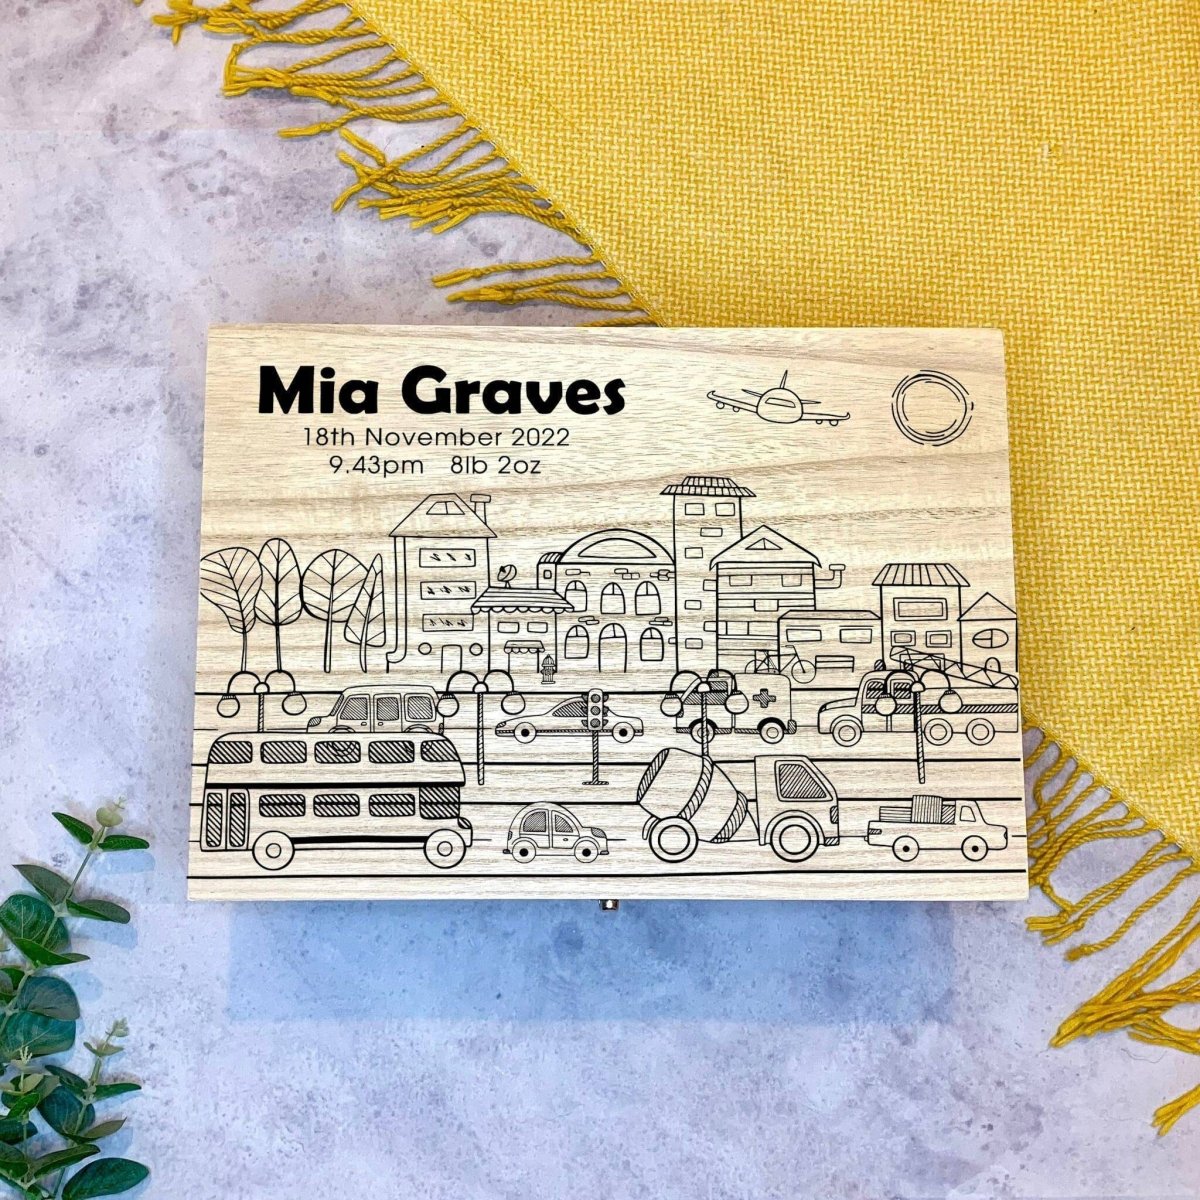 Mia Graves
18th November 2022
9.43pm 8lb 2oz